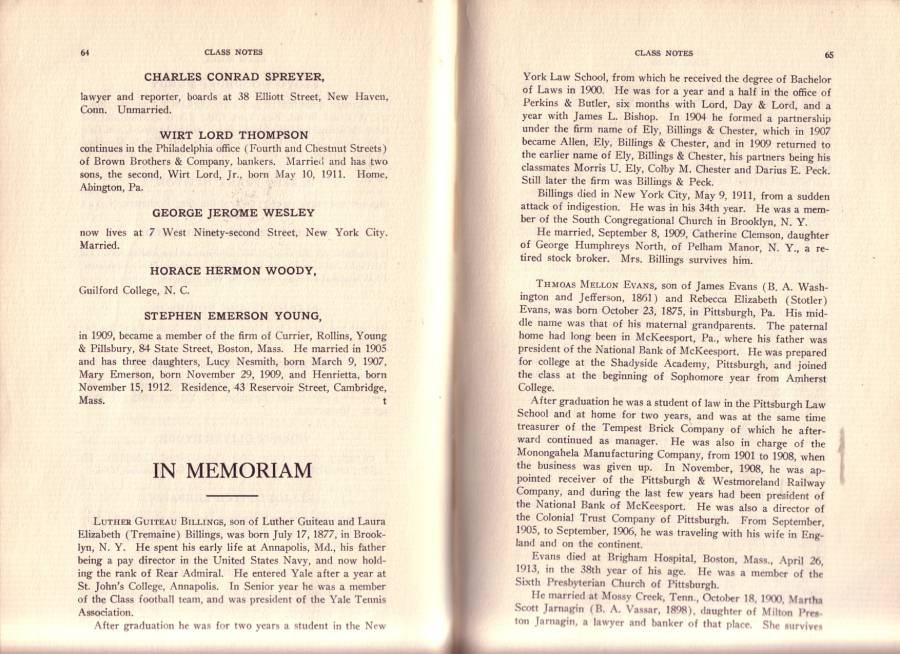 64
CLASS NOTES
CHARLES CONRAD SPREYER,
lawyer and reporter, boards at 38 Elliott Street, New Haven,
Conn. Unmarried.
WIRT LORD THOMPSON
continues in the Philadelphia office (Fourth and Chestnut Streets)
of Brown Brothers & Company, bankers. Married and has two
sons, the second, Wirt Lord, Jr., born May 10, 1911. Home,
Abington, Pa.
GEORGE JEROME WESLEY
now lives at 7 West Ninety-second Street, New York City.
Married.
HORACE HERMON WOODY,
Guilford College, N. C.
STEPHEN EMERSON YOUNG,
in 1909, became a member of the firm of Currier, Rollins, Young
& Pillsbury, 84 State Street, Boston, Mass. He married in 1905
and has three daughters, Lucy Nesmith, born March 9, 1907,
Mary Emerson, born November 29, 1909, and Henrietta, born
November 15, 1912. Residence, 43 Reservoir Street, Cambridge,
Mass. t
IN MEMORIAM
LUTHER GUITEAU BILLINGS, son of Luther Guiteau and Laura
Elizabeth (Tremaine) Billings, was born July 17, 1877, in Brook-
lyn, N. Y. He spent his early life at Annapolis, Md., his father
being a pay director in the United States Navy, and now hold-
ing the rank of Rear Admiral. He entered Yale after a year at
St. John's College, Annapolis. In Senior year he was a member
of the Class football team, and was president of the Yale Tennis
Association.
After graduation he was for two years a student in the New
CLASS NOTES
65
York Law School, from which he received the degree of Bachelor
of Laws in 1900. He was for a year and a half in the office of
Perkins & Butler, six months with Lord, Day & Lord, and a
year with James L. Bishop. In 1904 he formed a partnership
under the firm name of Ely, Billings & Chester, which in 1907
became Allen, Ely, Billings & Chester, and in 1909 returned to
the earlier name of Ely, Billings & Chester, his partners being his
classmates Morris U. Ely, Colby M. Chester and Darius E. Peck.
Still later the firm was Billings & Peck.
Billings died in New York City, May 9, 1911, from a sudden
attack of indigestion. He was in his 34th year. He was a mem-
ber of the South Congregational Church in Brooklyn, N. Y.
He married, September 8, 1909, Catherine Clemson, daughter
of George Humphreys North, of Pelham Manor, N. Y., a re-
tired stock broker. Mrs. Billings survives him.
THMOAS MELLON EVANS, son of James Evans (B. A. Wash-
ington and Jefferson, 1861) and Rebecca Elizabeth (Stotler)
Evans, was born October 23, 1875, in Pittsburgh, Pa. His mid-
dle name was that of his maternal grandparents. The paternal
home had long been in McKeesport, Pa., where his father was
president of the National Bank of McKeesport. He was prepared
for college at the Shadyside Academy, Pittsburgh, and joined
the class at the beginning of Sophomore year from Amherst
College.
After graduation he was a student of law in the Pittsburgh Law
School and at home for two years, and was at the same time
treasurer of the Tempest Brick Company of which he after-
ward continued as manager. He was also in charge of the
Monongahela Manufacturing Company, from 1901 to 1908, when
the business was given up. In November, 1908, he was ap-
pointed receiver of the Pittsburgh & Westmoreland Railway
Company, and during the last few years had been president of
the National Bank of McKeesport. He was also a director of
the Colonial Trust Company of Pittsburgh. From September,
1905, to September, 1906, he was traveling with his wife in Eng-
land and on the continent.
Evans died at Brigham Hospital, Boston, Mass., April 26,
1913, in the 38th year of his age. He was a member of the
Sixth Presbyterian Church of Pittsburgh.
He married at Mossy Creek, Tenn., October 18, 1900, Martha
Scott Jarnagin (B. A. Vassar, 1898), daughter of Milton Pres-
ton Jarnagin, a lawyer and banker of that place. She survives